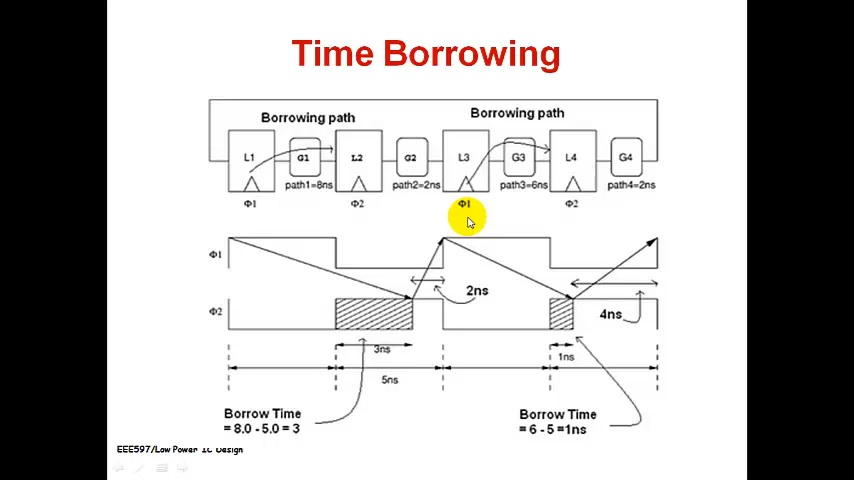 Time Borrowing
Borrowing path
Borrowing path
L1
G1
L2
G2
L3
G3
L4
G4
path1=8ns
path2=2ns
path3=6ns
path4=2ns
Φ1
Φ2
Φ1
Φ2
Φ1
2ns
Φ2
4ns
3ns
1ns
5ns
Borrow Time
= 8.0 - 5.0 = 3
Borrow Time
= 6 - 5 =1ns
EEE597/Low Power IC Design